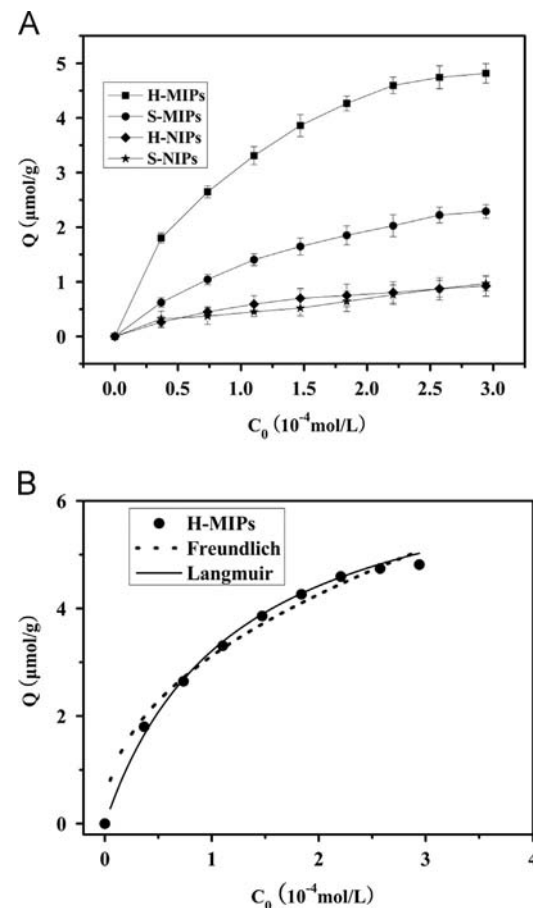 A
5
4
3
2
1
0
Q (μmol/g)
H-MIPs
S-MIPs
H-NIPs
S-NIPs
0.0 0.5 1.0 1.5 2.0 2.5 3.0
C₀ (10⁻⁴mol/L)
B
6
4
2
0
Q (μmol/g)
H-MIPs
Freundlich
Langmuir
0 1 2 3 4
C₀ (10⁻⁴mol/L)